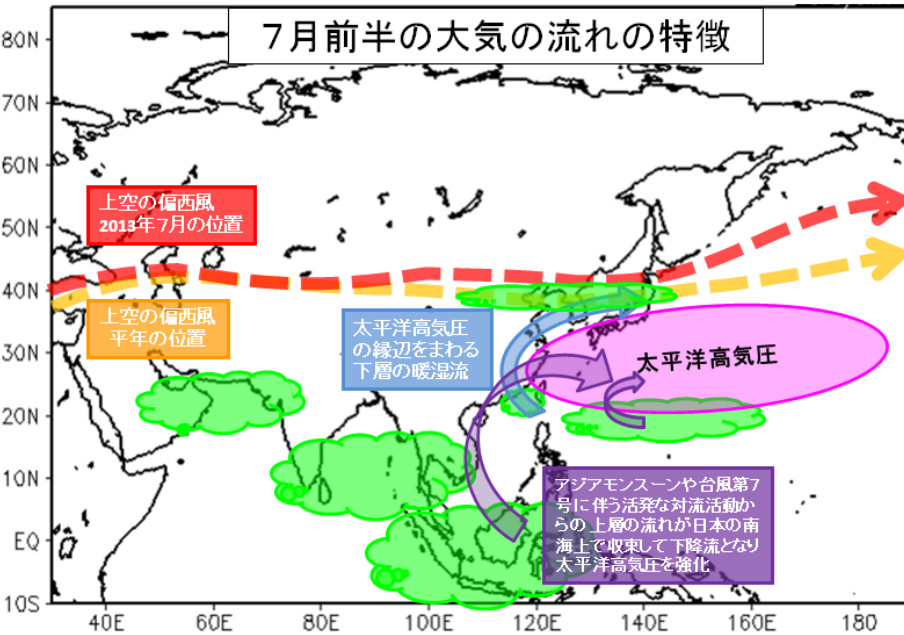 7月前半の大気の流れの特徴
80N
70N
60N
50N
40N
30N
20N
10N
EQ
10S
上空の偏西風
2013年7月の位置
上空の偏西風
平年の位置
太平洋高気圧
の縁辺をまわる
下層の暖湿流
太平洋高気圧
アジアモンスーンや台風第7
号に伴う活発な対流活動か
らの上層の流れが日本の南
海上で収束して下降流となり
太平洋高気圧を強化
40E
60E
80E
100E
120E
140E
160E
180